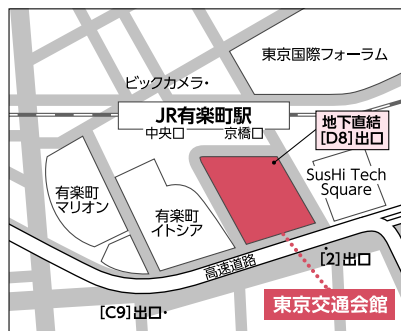 東京国際フォーラム
ビックカメラ・
JR有楽町駅
中央口
京橋口
地下直結
[D8]出口
SusHi Tech
Square
有楽町
マリオン
有楽町
イトシア
高速道路
[2]出口
[C9]出口・
東京交通会館